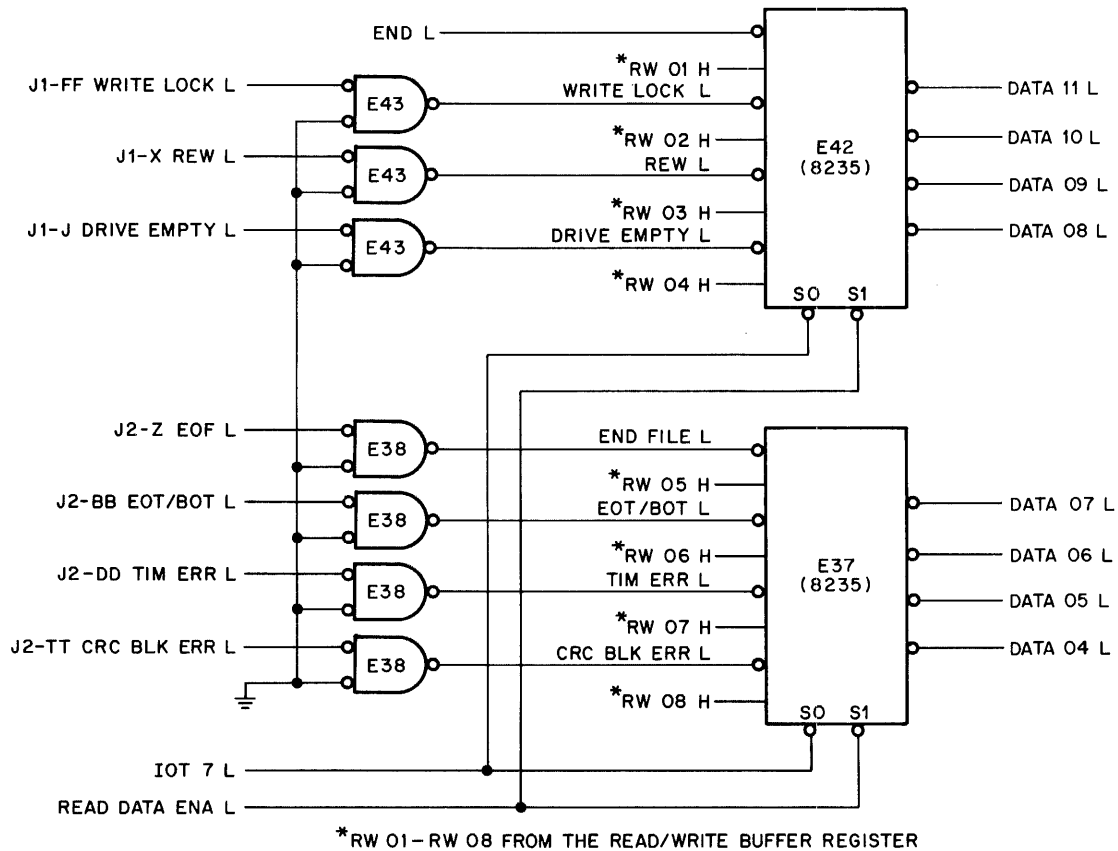 END L
*RW 01 H
J1-FF WRITE LOCK L
E43
WRITE LOCK L
DATA 11 L
*RW 02 H
DATA 10 L
J1-X REW L
E43
REW L
E42
(8235)
DATA 09 L
*RW 03 H
J1-J DRIVE EMPTY L
E43
DRIVE EMPTY L
DATA 08 L
*RW 04 H
S0 S1
J2-Z EOF L
E38
END FILE L
*RW 05 H
J2-BB EOT/BOT L
E38
EOT/BOT L
DATA 07 L
*RW 06 H
DATA 06 L
J2-DD TIM ERR L
E38
TIM ERR L
E37
(8235)
DATA 05 L
*RW 07 H
J2-TT CRC BLK ERR L
E38
CRC BLK ERR L
DATA 04 L
*RW 08 H
S0 S1
IOT 7 L
READ DATA ENA L
*RW 01-RW 08 FROM THE READ/WRITE BUFFER REGISTER